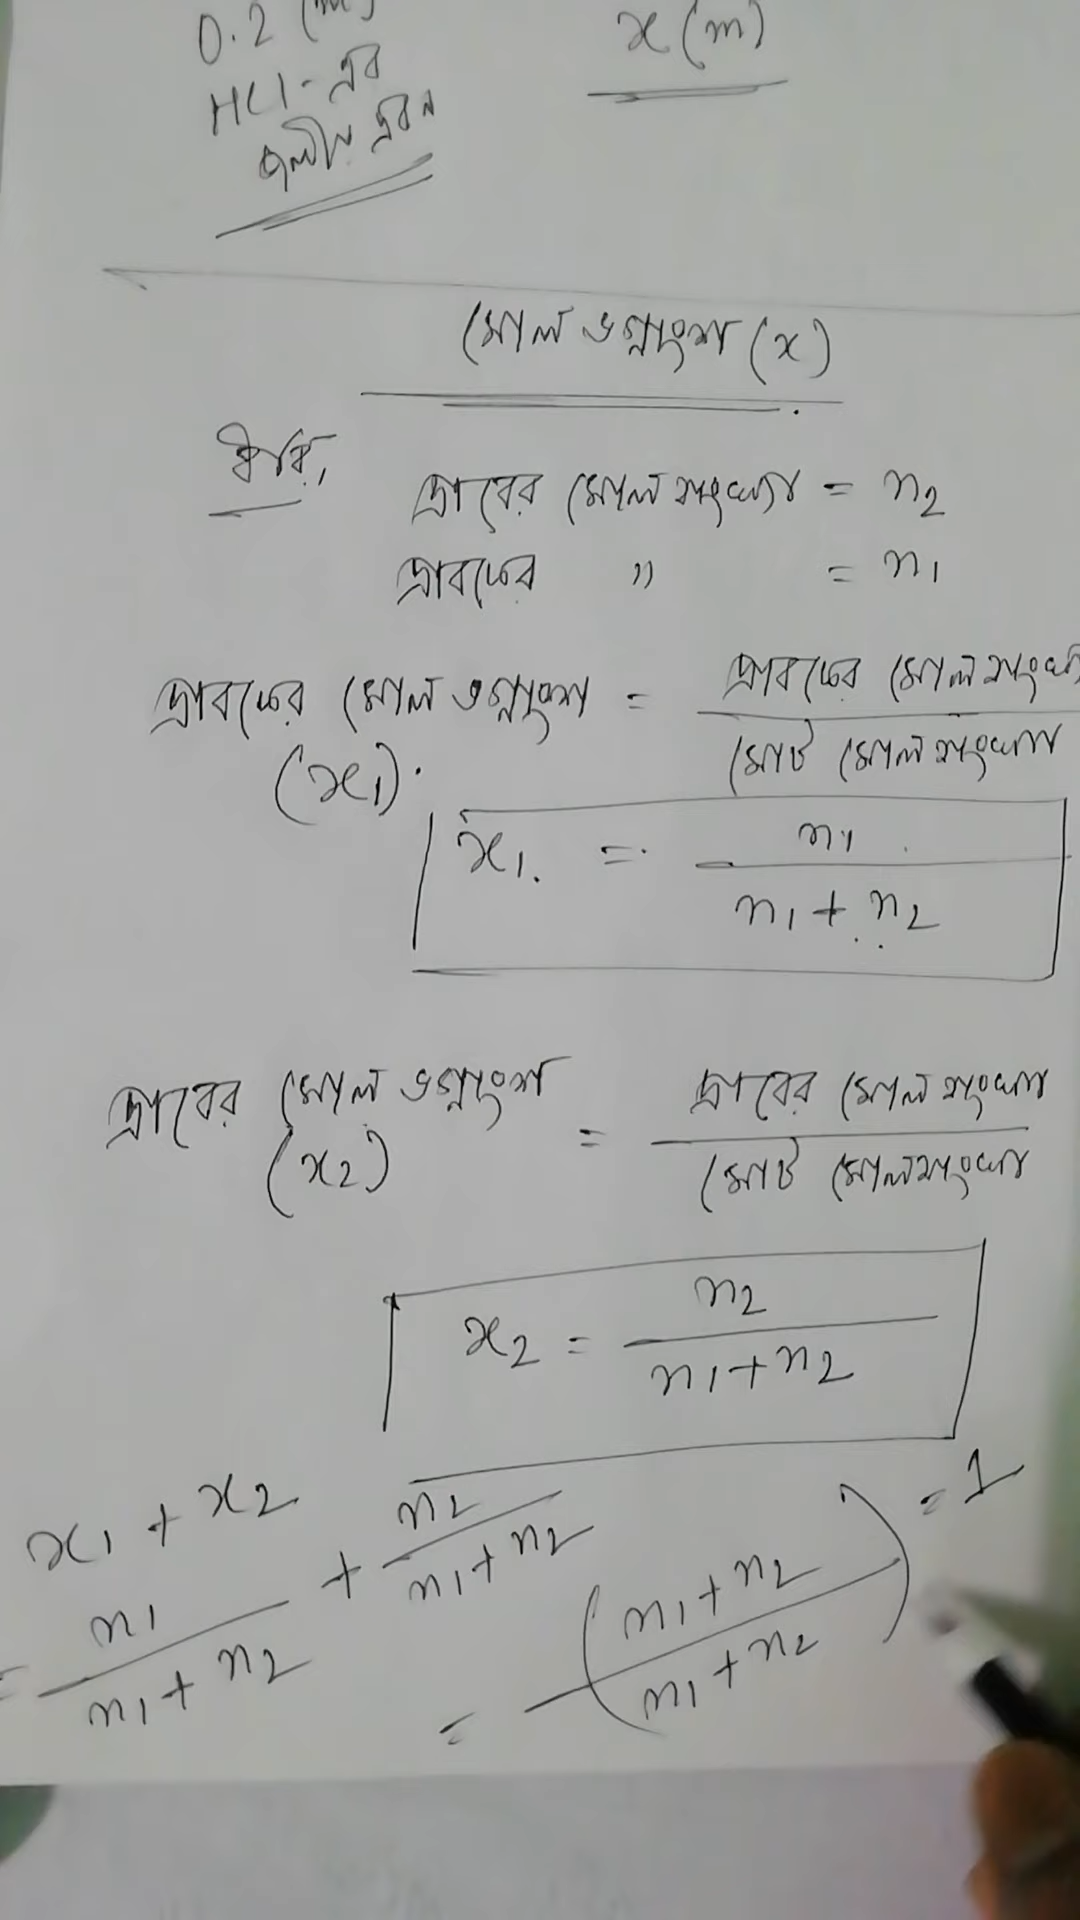 0.2 (m)
HCl-এর
জলীয় দ্রবণ
x(m)
মোল ভগ্নাংশ (x)
ধরি,
দ্রাবের মোল সংখ্যা = n2
দ্রাবকের " = n1
দ্রাবকের মোল ভগ্নাংশ = দ্রাবকের মোল সংখ্যা
(x1). মোট মোল সংখ্যা
x1. = n1
n1 + n2
দ্রাবের মোল ভগ্নাংশ = দ্রাবের মোল সংখ্যা
(x2) মোট মোল সংখ্যা
x2 = n2
n1+n2
x1 + x2
= n1 / n1+n2 + n2 / n1+n2
= (n1+n2 / n1+n2) = 1